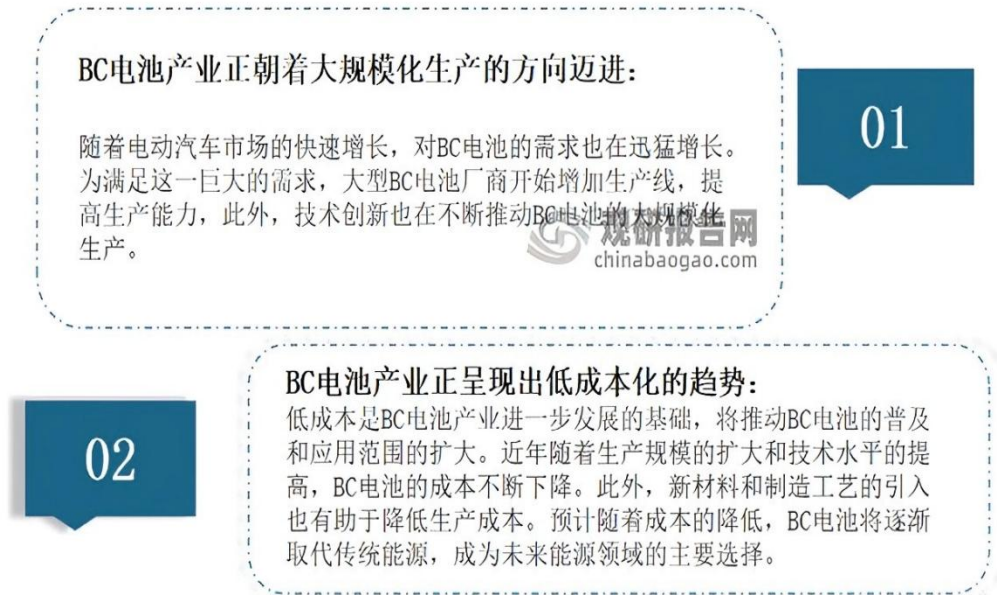 BC电池产业正朝着大规模化生产的方向迈进：
01
随着电动汽车市场的快速增长，对BC电池的需求也在迅猛增长。
为满足这一巨大的需求，大型BC电池厂商开始增加生产线，提
高生产能力，此外，技术创新也在不断推动BC电池的大规模化
生产。
观研报告网
chinabaogao.com
02
BC电池产业正呈现出低成本化的趋势：
低成本是BC电池产业进一步发展的基础，将推动BC电池的普及
和应用范围的扩大。近年随着生产规模的扩大和技术水平的提
高，BC电池的成本不断下降。此外，新材料和制造工艺的引入
也有助于降低生产成本。预计随着成本的降低，BC电池将逐渐
取代传统能源，成为未来能源领域的主要选择。